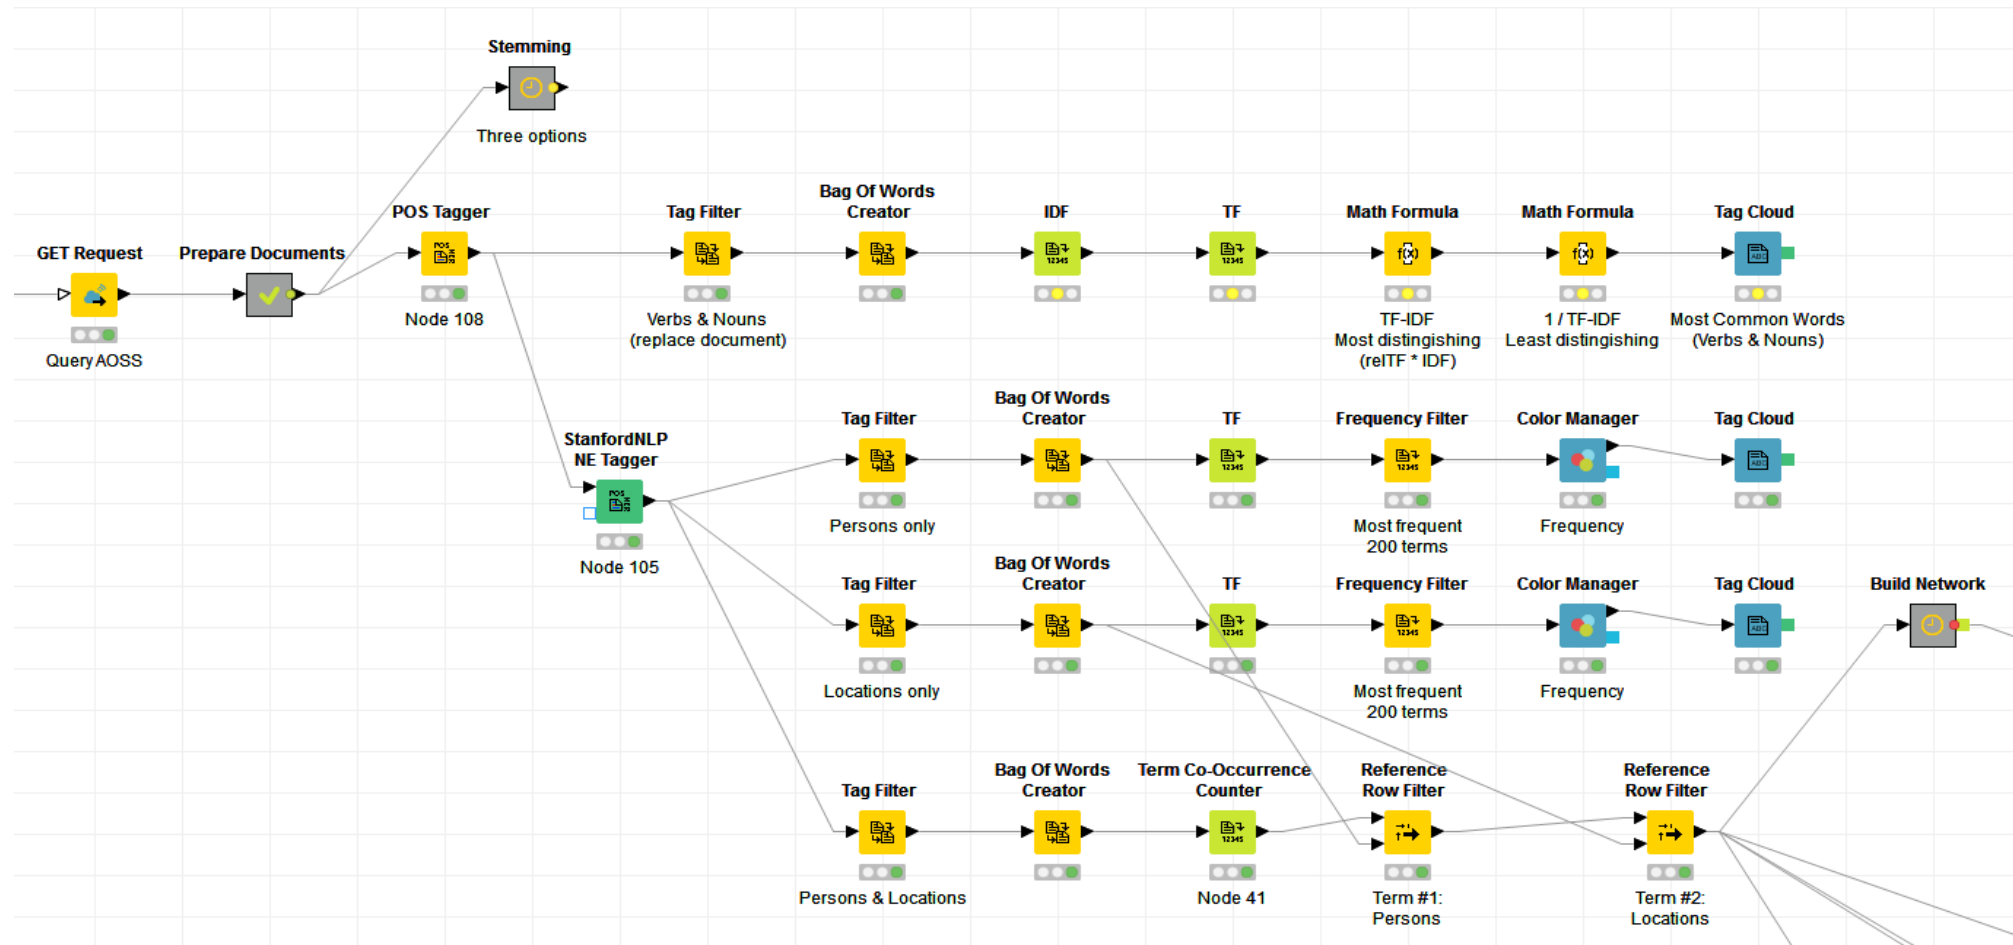 Stemming
Three options
GET Request
Query AOSS
Prepare Documents
POS Tagger
Node 108
Tag Filter
Verbs & Nouns
(replace document)
Bag Of Words
Creator
IDF
TF
Math Formula
TF-IDF
Most distingishing
(relTF * IDF)
Math Formula
1 / TF-IDF
Least distingishing
Tag Cloud
Most Common Words
(Verbs & Nouns)
StanfordNLP
NE Tagger
Node 105
Tag Filter
Persons only
Bag Of Words
Creator
TF
Frequency Filter
Most frequent
200 terms
Color Manager
Frequency
Tag Cloud
Tag Filter
Locations only
Bag Of Words
Creator
TF
Frequency Filter
Most frequent
200 terms
Color Manager
Frequency
Tag Cloud
Build Network
Tag Filter
Persons & Locations
Bag Of Words
Creator
Term Co-Occurrence
Counter
Node 41
Reference
Row Filter
Term #1:
Persons
Reference
Row Filter
Term #2:
Locations